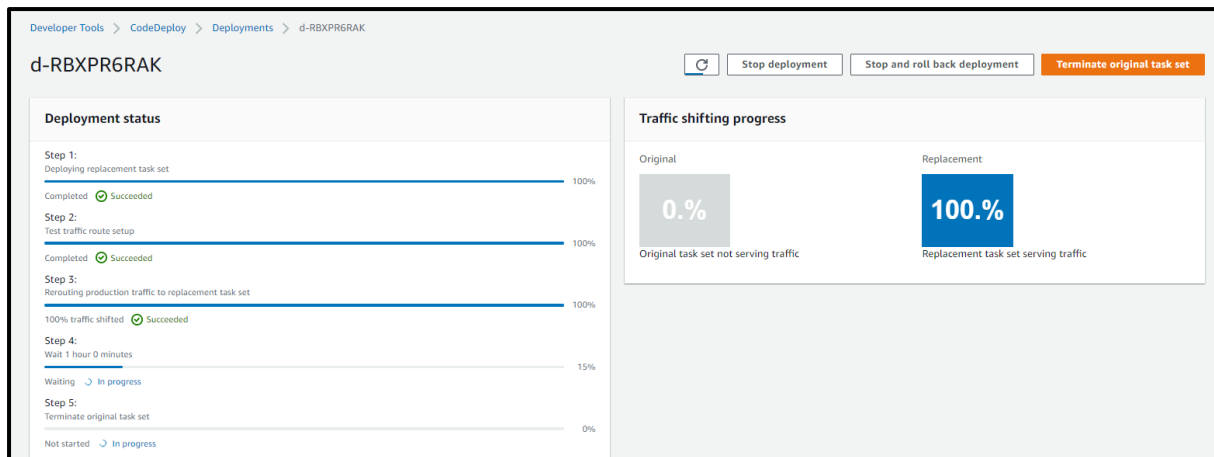 Developer Tools > CodeDeploy > Deployments > d-RBXPR6RAK
d-RBXPR6RAK
Stop deployment
Stop and roll back deployment
Terminate original task set
Deployment status
Step 1:
Deploying replacement task set
100%
Completed Succeeded
Step 2:
Test traffic route setup
100%
Completed Succeeded
Step 3:
Rerouting production traffic to replacement task set
100%
100% traffic shifted Succeeded
Step 4:
Wait 1 hour 0 minutes
15%
Waiting In progress
Step 5:
Terminate original task set
0%
Not started In progress
Traffic shifting progress
Original
0.%
Original task set not serving traffic
Replacement
100.%
Replacement task set serving traffic